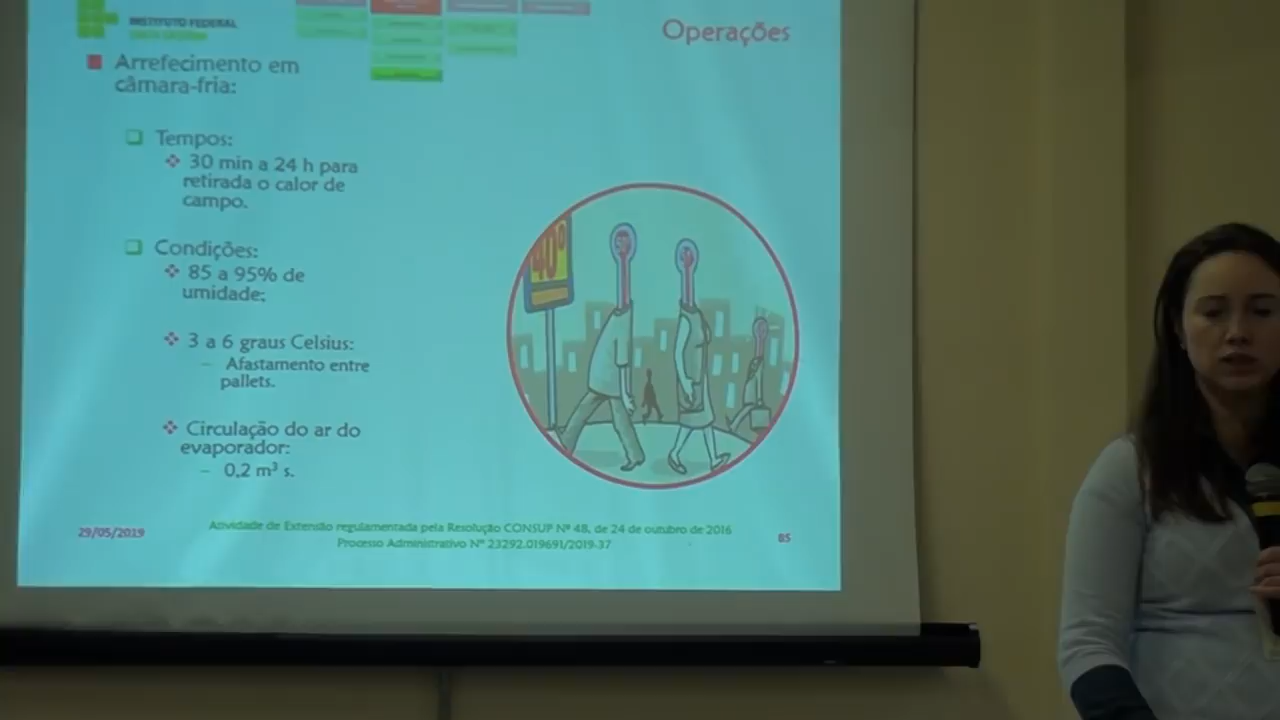 INSTITUTO FEDERAL
SANTA CATARINA
Operações
Arrefecimento em
câmara-fria:
Tempos:
30 min a 24 h para
retirada o calor de
campo.
Condições:
85 a 95% de
umidade;
3 a 6 graus Celsius:
– Afastamento entre
pallets.
Circulação do ar do
evaporador:
– 0,2 m³ s.
40º
29/05/2019
Atividade de Extensão regulamentada pela Resolução CONSUP Nº 48, de 24 de outubro de 2016
Processo Administrativo Nº 23292.019691/2019-37
85